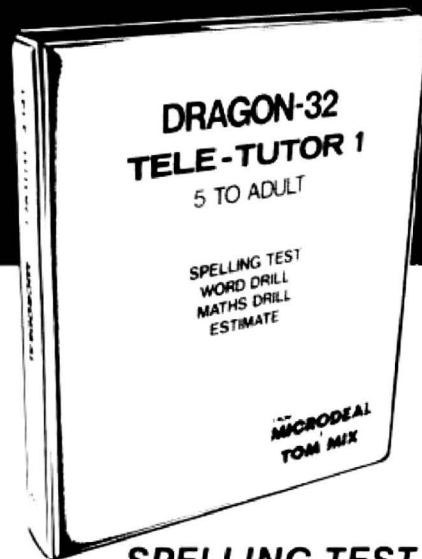 DRAGON-32
TELE-TUTOR 1
5 TO ADULT
SPELLING TEST
WORD DRILL
MATHS DRILL
ESTIMATE
MICRODEAL
TOM MIX
SPELLING TEST